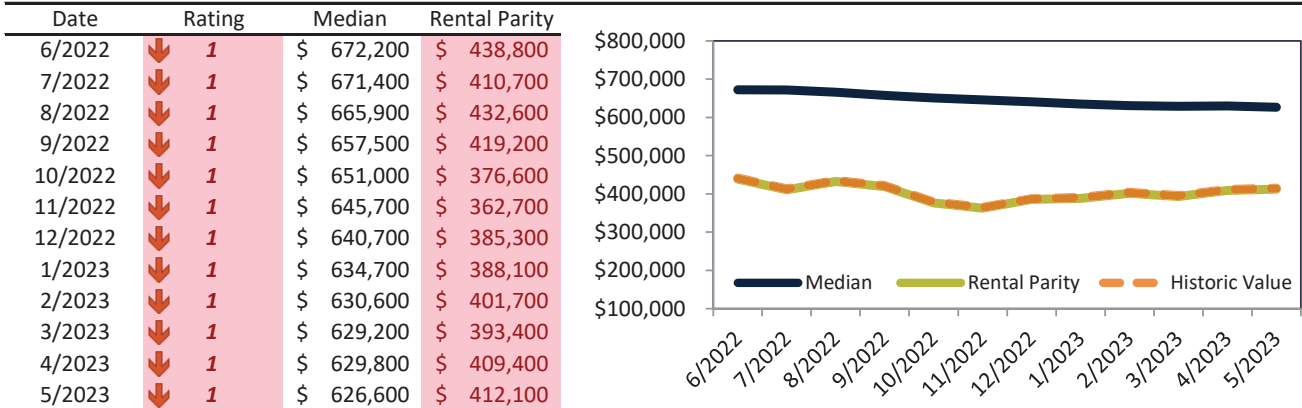 Date Rating Median Rental Parity
6/2022 1 $ 672,200 $ 438,800
7/2022 1 $ 671,400 $ 410,700
8/2022 1 $ 665,900 $ 432,600
9/2022 1 $ 657,500 $ 419,200
10/2022 1 $ 651,000 $ 376,600
11/2022 1 $ 645,700 $ 362,700
12/2022 1 $ 640,700 $ 385,300
1/2023 1 $ 634,700 $ 388,100
2/2023 1 $ 630,600 $ 401,700
3/2023 1 $ 629,200 $ 393,400
4/2023 1 $ 629,800 $ 409,400
5/2023 1 $ 626,600 $ 412,100
$800,000
$700,000
$600,000
$500,000
$400,000
$300,000
$200,000
$100,000
Median Rental Parity Historic Value
6/2022 7/2022 8/2022 9/2022 10/2022 11/2022 12/2022 1/2023 2/2023 3/2023 4/2023 5/2023